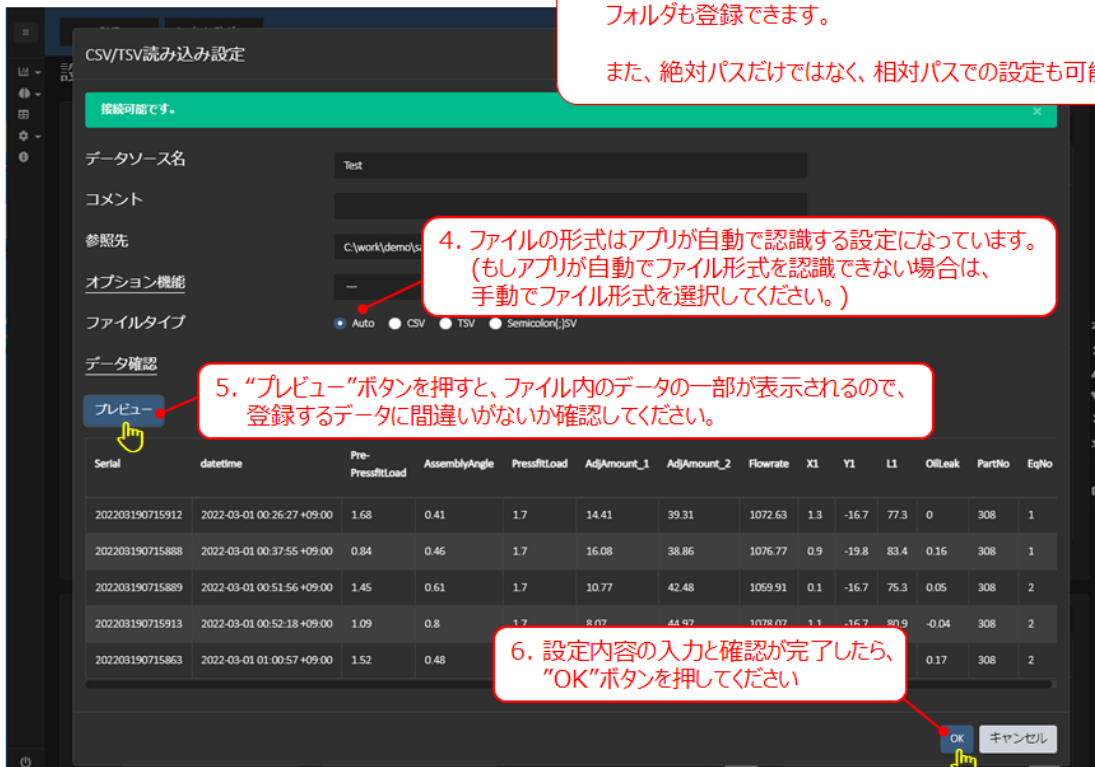 フォルダも登録できます。
また、絶対パスだけではなく、相対パスでの設定も可能
CSV/TSV読み込み設定
接続可能です。
×
データソース名
Test
コメント
参照先
C:\work\demo\
4. ファイルの形式はアプリが自動で認識する設定になっています。
(もしアプリが自動でファイル形式を認識できない場合は、
手動でファイル形式を選択してください。)
オプション機能
---
ファイルタイプ
Auto CSV TSV Semicolon(;)SV
データ確認
5. “プレビュー”ボタンを押すと、ファイル内のデータの一部が表示されるので、
登録するデータに間違いがないか確認してください。
プレビュー
Serial datetime Pre-PressfitLoad AssemblyAngle PressfitLoad AdjAmount_1 AdjAmount_2 Flowrate X1 Y1 L1 OilLeak PartNo EqNo
202203190715912 2022-03-01 00:26:27 +09:00 1.68 0.41 1.7 14.41 39.31 1072.63 1.3 -16.7 77.3 0 308 1
202203190715888 2022-03-01 00:37:55 +09:00 0.84 0.46 1.7 16.08 38.86 1076.77 0.9 -19.8 83.4 0.16 308 1
202203190715889 2022-03-01 00:51:56 +09:00 1.45 0.61 1.7 10.77 42.48 1059.91 0.1 -16.7 75.3 0.05 308 2
202203190715913 2022-03-01 00:52:18 +09:00 1.09 0.8 1.7 8.07 44.97 1078.07 1.1 -16.7 80.9 -0.04 308 2
202203190715863 2022-03-01 01:00:57 +09:00 1.52 0.48 0.17 308 2
6. 設定内容の入力と確認が完了したら、
”OK”ボタンを押してください
OK キャンセル